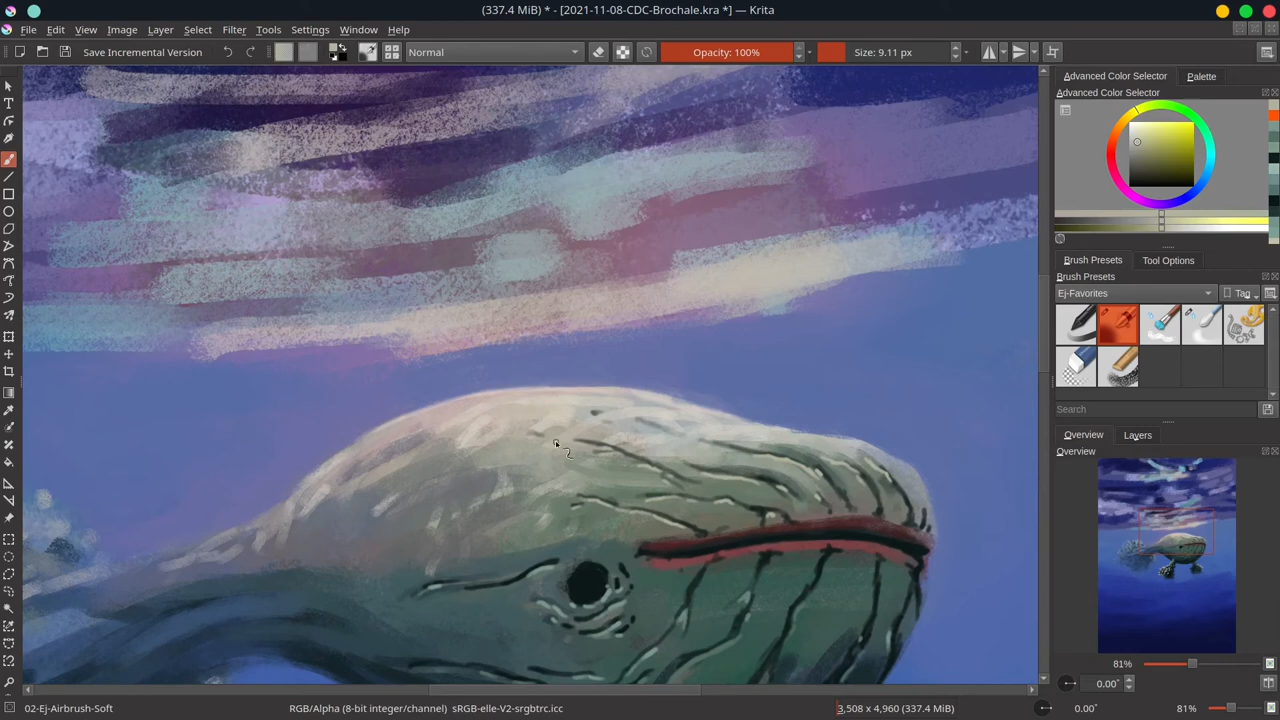 (337.4 MiB) * - [2021-11-08-CDC-Brochale.kra *] — Krita
File Edit View Image Layer Select Filter Tools Settings Window Help
Save Incremental Version Normal Opacity: 100% Size: 9.11 px
Advanced Color Selector Palette
Advanced Color Selector
Brush Presets Tool Options
Brush Presets
Ej-Favorites Tag
Search
Overview Layers
Overview
81%
0.00°
02-Ej-Airbrush-Soft RGB/Alpha (8-bit integer/channel) sRGB-elle-V2-srgbtrc.icc 3,508 x 4,960 (337.4 MiB) 0.00° 81%